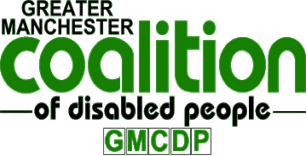 GREATER
MANCHESTER
coalition
of disabled people
GMCDP